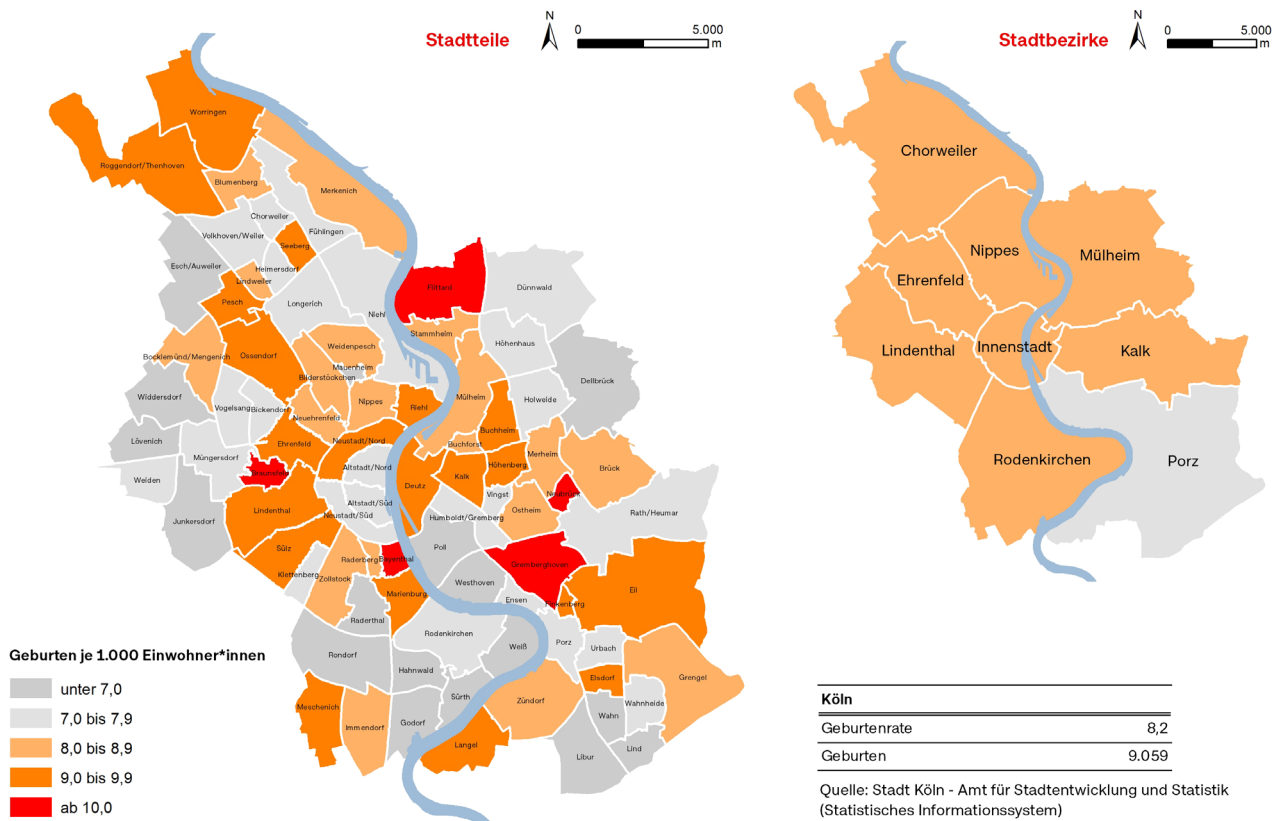 Stadtteile
N
0
5.000
m
Worringen
Roggendorf/Thenhoven
Blumenberg
Merkenich
Chorweiler
Volkhoven/Weiler
Fühlingen
Seeberg
Esch/Auweiler
Heimersdorf
Lindweiler
Pesch
Longerich
Flittard
Dünnwald
Niehl
Stammheim
Höhenhaus
Bocklemünd/Mengenich
Ossendorf
Weidenpesch
Mauenheim
Bilderstöckchen
Dellbrück
Widdersdorf
Vogelsang
Bickendorf
Nippes
Riehl
Mülheim
Holweide
Neuehrenfeld
Buchheim
Lövenich
Ehrenfeld
Neustadt/Nord
Buchforst
Merheim
Müngersdorf
Braunsfeld
Altstadt/Nord
Höhenberg
Brück
Weiden
Deutz
Kalk
Vingst
Neubrück
Altstadt/Süd
Lindenthal
Neustadt/Süd
Humboldt/Gremberg
Ostheim
Rath/Heumar
Junkersdorf
Sülz
Poll
Raderberg
Bayenthal
Gremberghoven
Klettenberg
Zollstock
Westhoven
Marienburg
Ensen
Finkenberg
Eil
Raderthal
Rodenkirchen
Weiß
Porz
Urbach
Rondorf
Hahnwald
Elsdorf
Grengel
Sürth
Zündorf
Wahnheide
Meschenich
Immendorf
Godorf
Wahn
Langel
Lind
Libur
Geburten je 1.000 Einwohner*innen
unter 7,0
7,0 bis 7,9
8,0 bis 8,9
9,0 bis 9,9
ab 10,0
Stadtbezirke
N
0
5.000
m
Chorweiler
Nippes
Mülheim
Ehrenfeld
Lindenthal
Innenstadt
Kalk
Rodenkirchen
Porz
Köln
Geburtenrate 8,2
Geburten 9.059
Quelle: Stadt Köln - Amt für Stadtentwicklung und Statistik
(Statistisches Informationssystem)